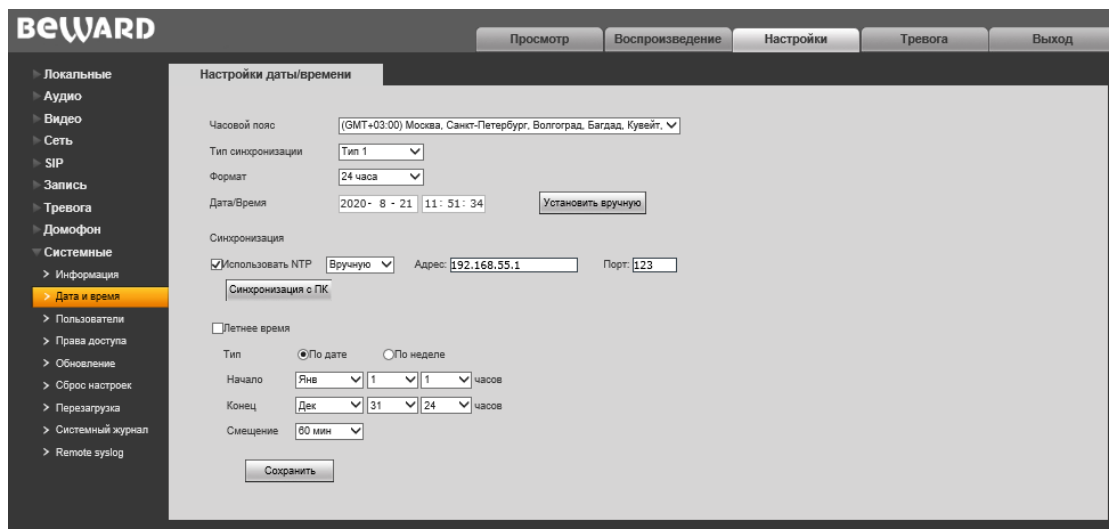 BEWARD
Просмотр Воспроизведение Настройки Тревога Выход
Локальные
Аудио
Видео
Сеть
SIP
Запись
Тревога
Домофон
Системные
> Информация
> Дата и время
> Пользователи
> Права доступа
> Обновление
> Сброс настроек
> Перезагрузка
> Системный журнал
> Remote syslog
Настройки даты/времени
Часовой пояс (GMT+03:00) Москва, Санкт-Петербург, Волгоград, Багдад, Кувейт,
Тип синхронизации Тип 1
Формат 24 часа
Дата/Время 2020- 8 - 21 11: 51: 34 Установить вручную
Синхронизация
Использовать NTP Вручную Адрес: 192.168.55.1 Порт: 123
Синхронизация с ПК
Летнее время
Тип По дате По неделе
Начало Янв 1 1 часов
Конец Дек 31 24 часов
Смещение 60 мин
Сохранить